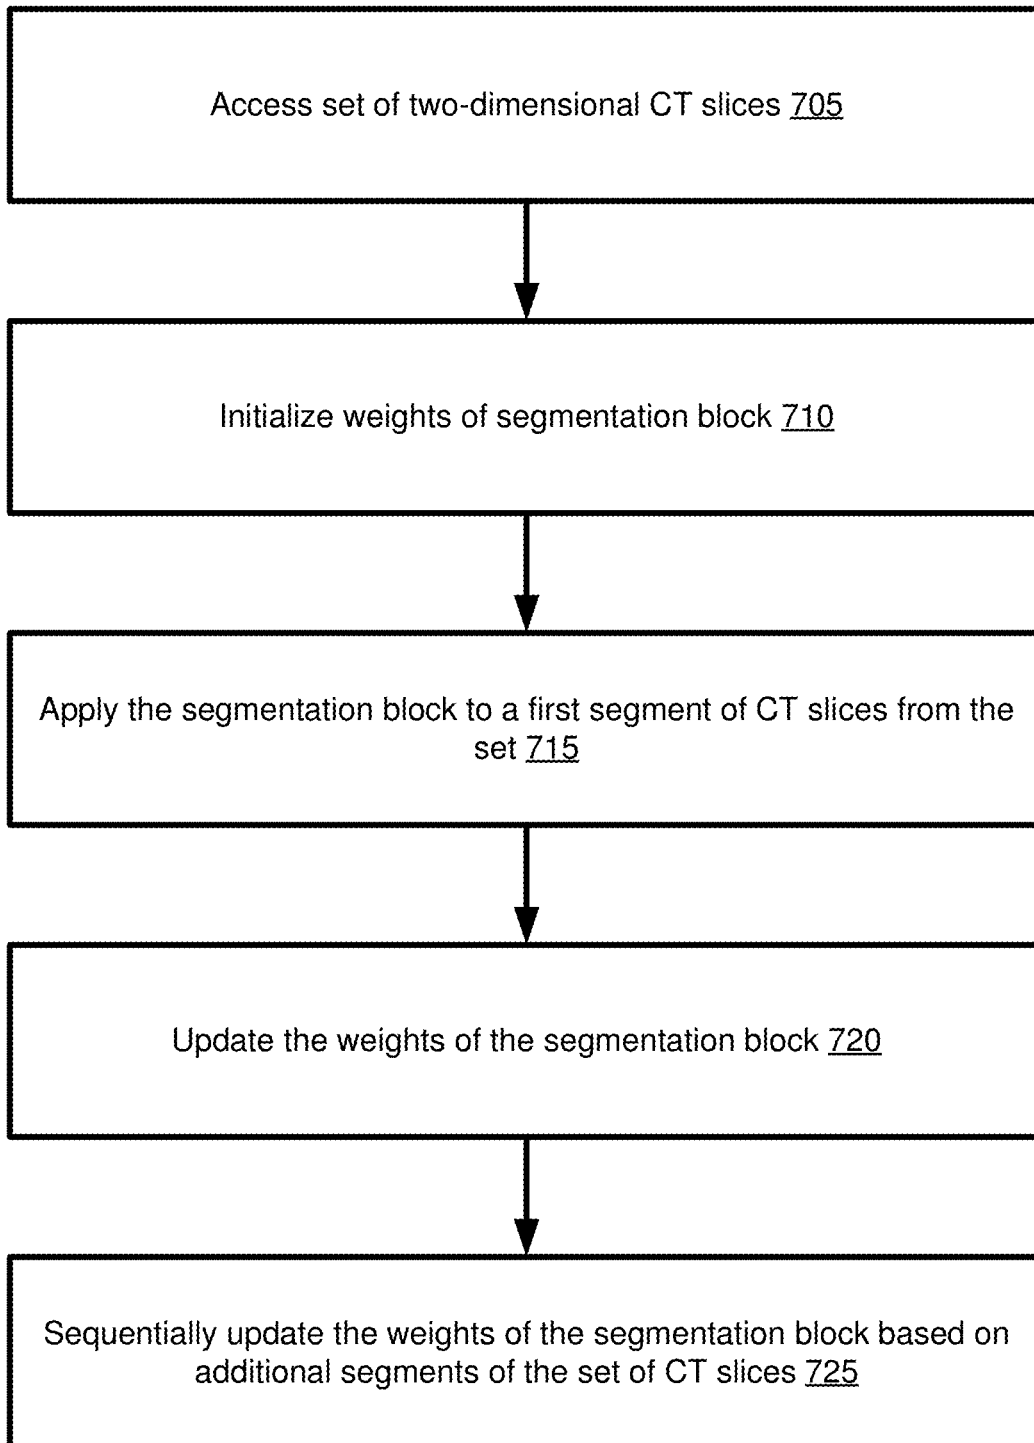 Access set of two-dimensional CT slices 705
Initialize weights of segmentation block 710
Apply the segmentation block to a first segment of CT slices from the
set 715
Update the weights of the segmentation block 720
Sequentially update the weights of the segmentation block based on
additional segments of the set of CT slices 725